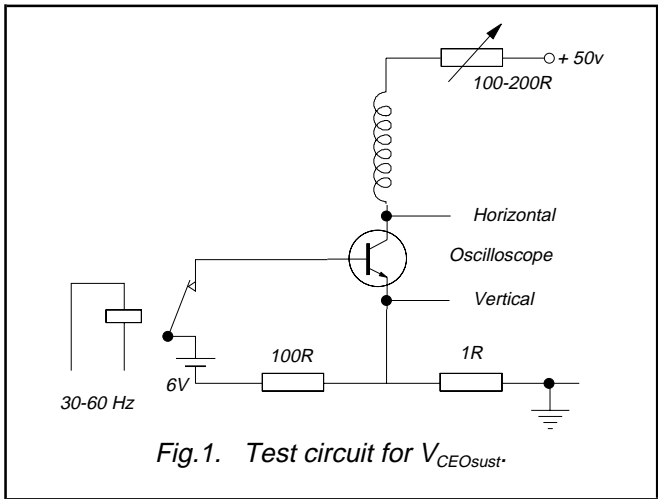 + 50v
100-200R
Horizontal
Oscilloscope
Vertical
100R
1R
6V
30-60 Hz
Fig.1. Test circuit for VCEOsust.